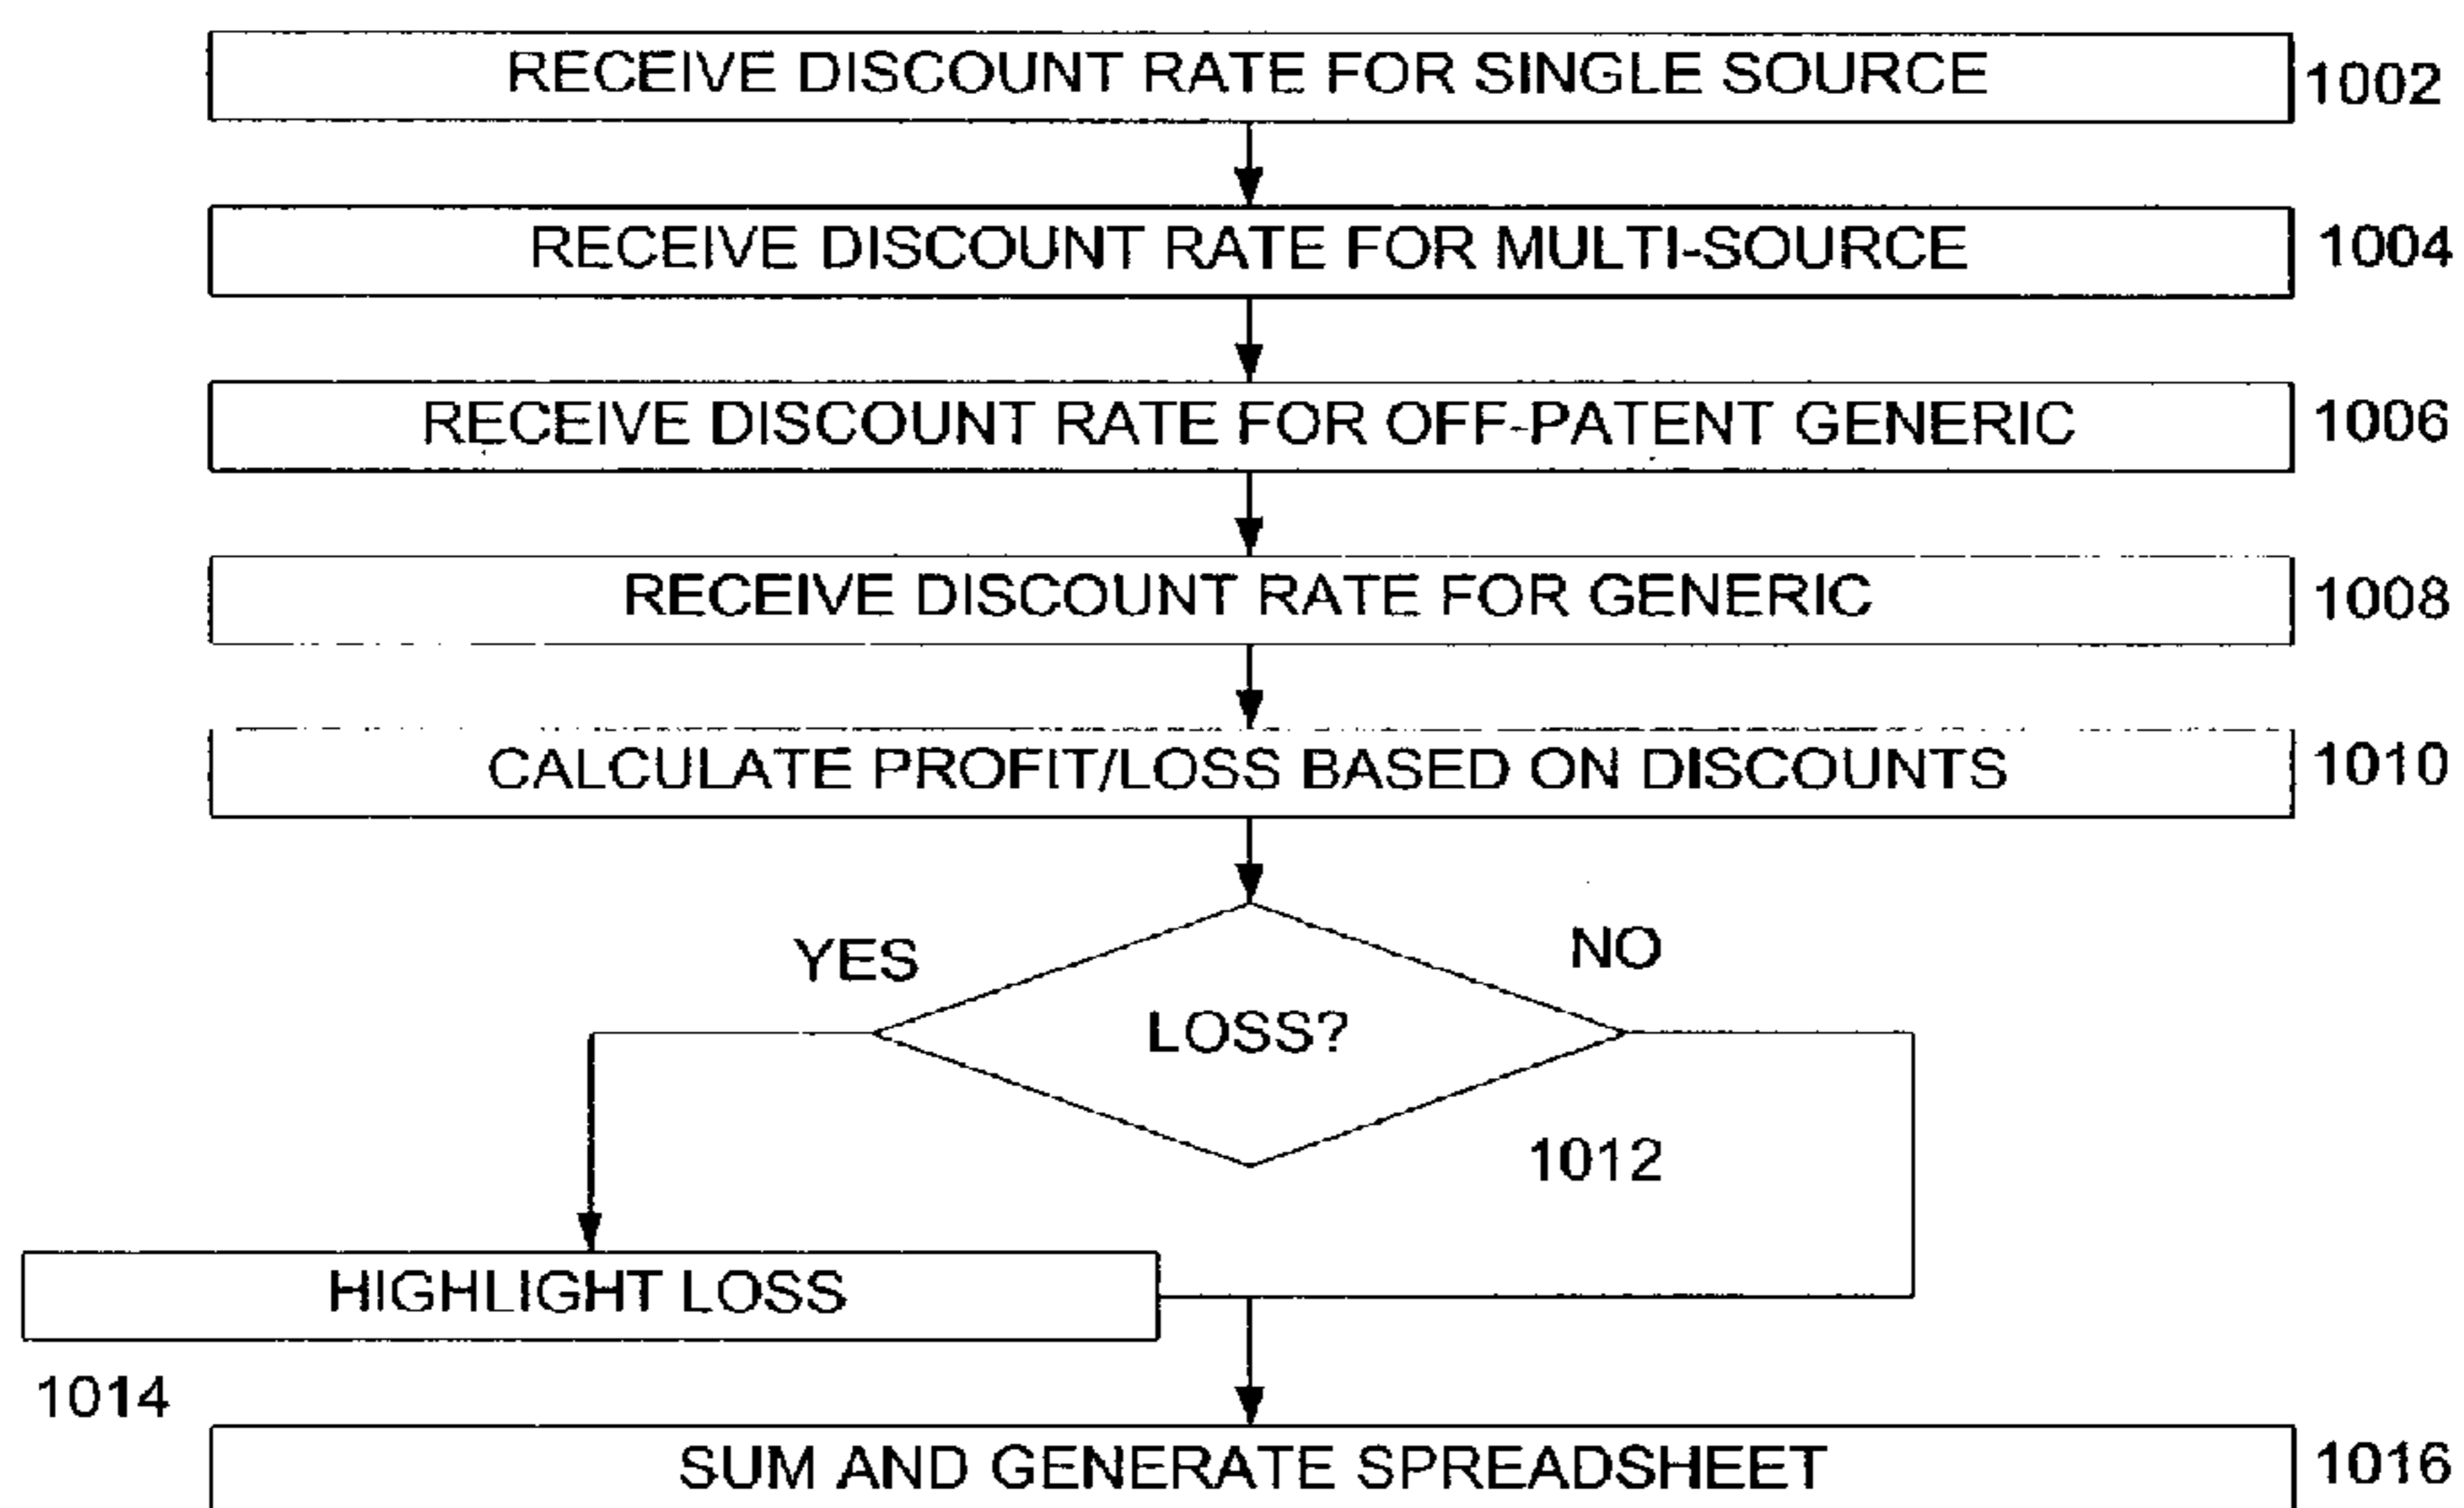 RECEIVE DISCOUNT RATE FOR SINGLE SOURCE
1002
RECEIVE DISCOUNT RATE FOR MULTI-SOURCE
1004
RECEIVE DISCOUNT RATE FOR OFF-PATENT GENERIC
1006
RECEIVE DISCOUNT RATE FOR GENERIC
1008
CALCULATE PROFIT/LOSS BASED ON DISCOUNTS
1010
YES
NO
LOSS?
1012
HIGHLIGHT LOSS
1014
SUM AND GENERATE SPREADSHEET
1016